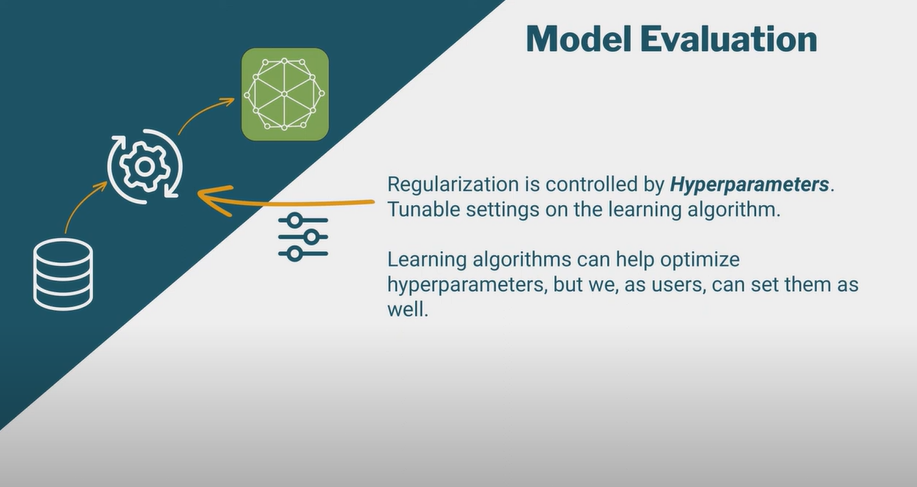 Model Evaluation
Regularization is controlled by Hyperparameters.
Tunable settings on the learning algorithm.
Learning algorithms can help optimize
hyperparameters, but we, as users, can set them as
well.